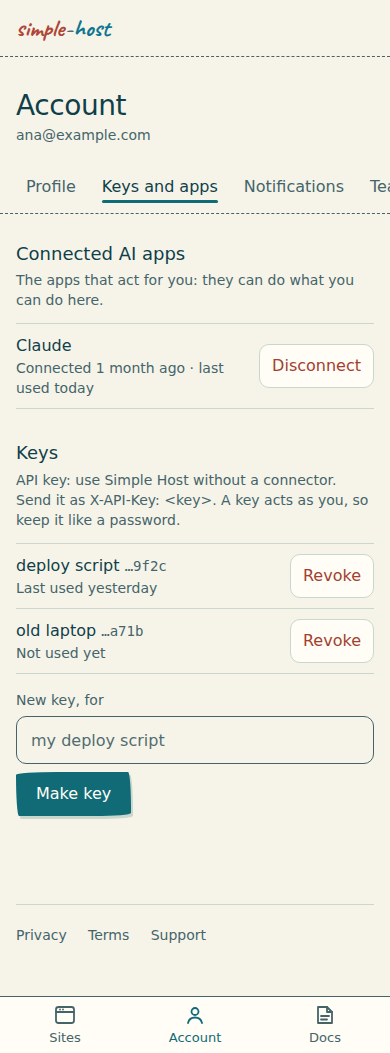 simple-host
Account
ana@example.com
Profile Keys and apps Notifications Tea
Connected AI apps
The apps that act for you: they can do what you
can do here.
Claude
Connected 1 month ago · last
used today
Disconnect
Keys
API key: use Simple Host without a connector.
Send it as X-API-Key: <key>. A key acts as you, so
keep it like a password.
deploy script …9f2c
Last used yesterday
Revoke
old laptop …a71b
Not used yet
Revoke
New key, for
my deploy script
Make key
Privacy Terms Support
Sites Account Docs